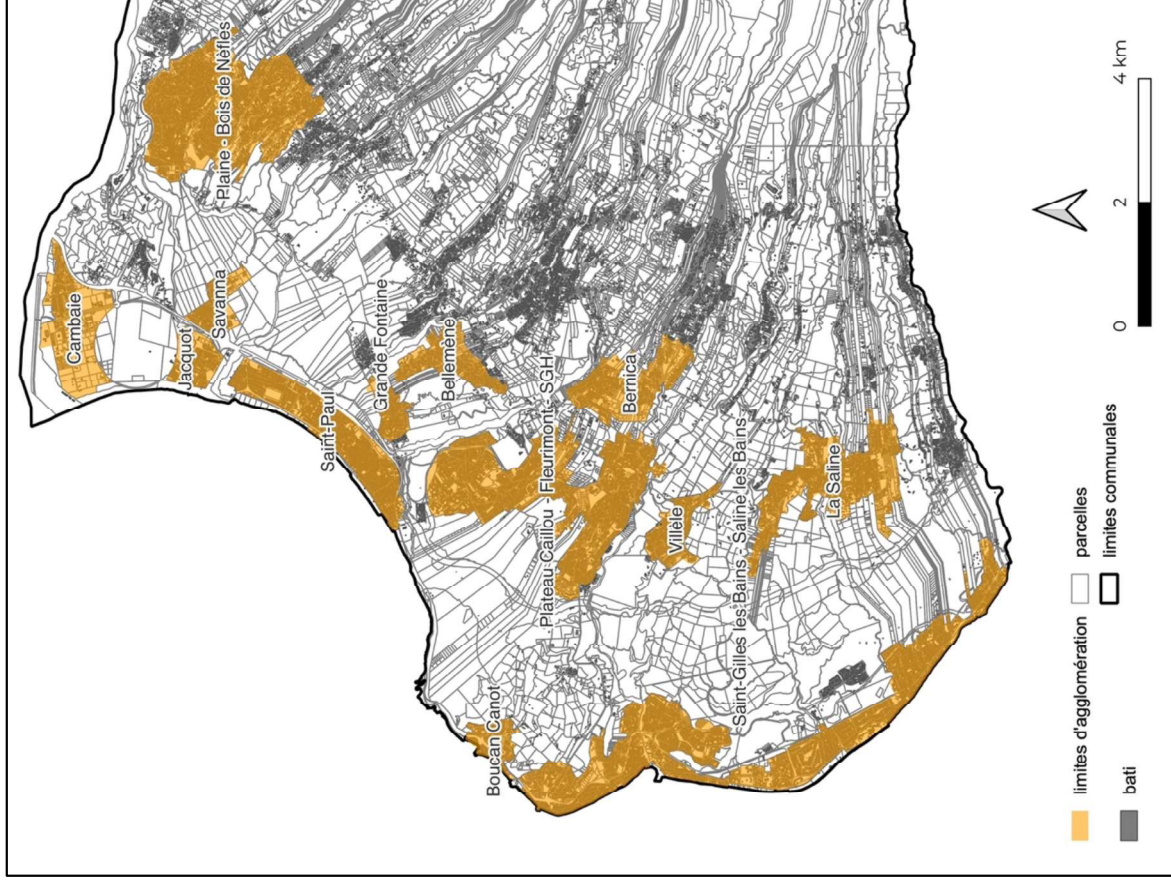 Cambaie
Plaine - Bois de Nèfles
Jacquot
Savanna
Saint-Paul
Grande Fontaine
Bellemène
Plateau Caillou - Fleurimont - SGH
Bernica
Boucan Canot
Villèle
Saint-Gilles les Bains - Saline les Bains
La Saline
limites d'agglomération
parcelles
bati
limites communales
0 2 4 km